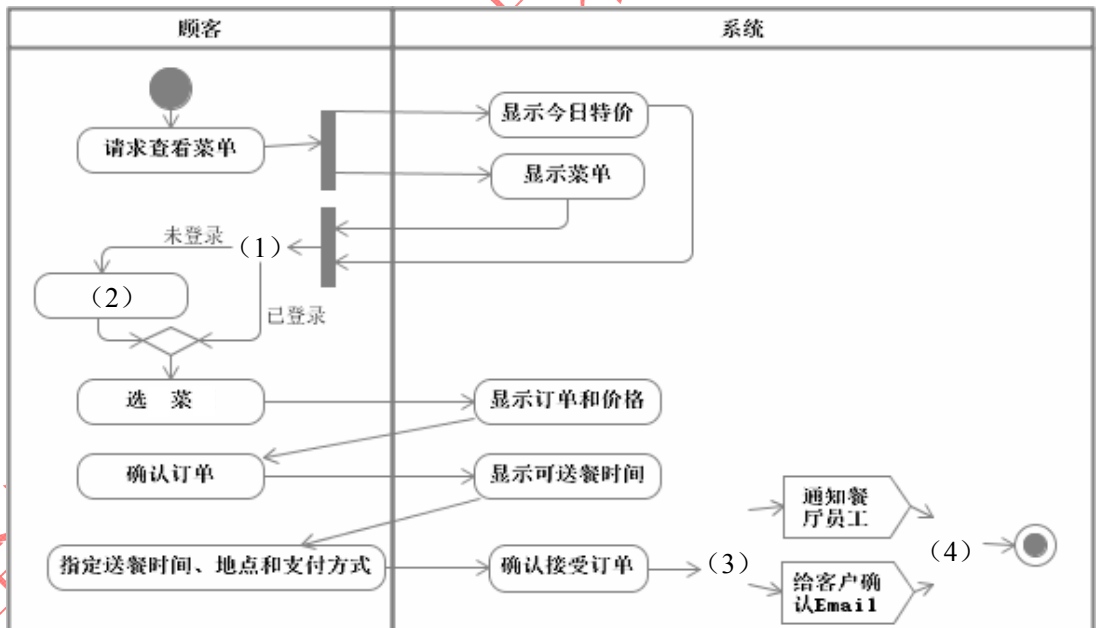 顾客
系统
显示今日特价
请求查看菜单
显示菜单
未登录
(1)
(2)
已登录
选 菜
显示订单和价格
确认订单
显示可送餐时间
通知餐
厅员工
指定送餐时间、地点和支付方式
确认接受订单
(3)
(4)
给客户确
认Email